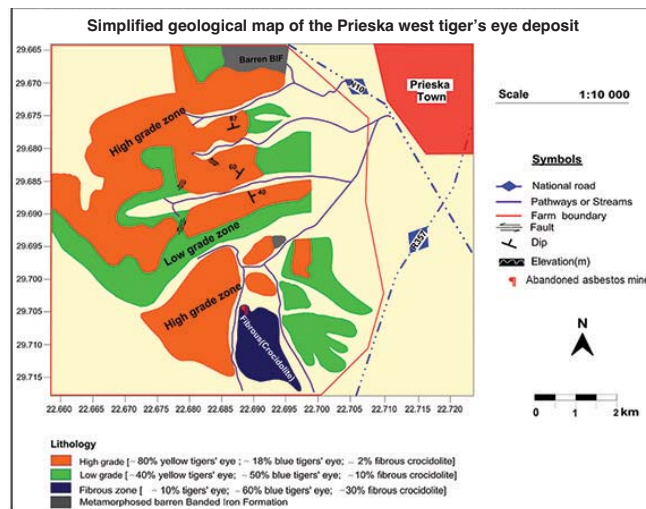 Simplified geological map of the Prieska west tiger's eye deposit
29.665
29.670
29.675
29.680
29.685
29.690
29.695
29.700
29.705
29.710
29.715
22.660 22.665 22.670 22.675 22.680 22.685 22.690 22.695 22.700 22.705 22.710 22.715 22.720
Barren BIF
N10
Prieska
Town
High grade zone
60
40
Low grade zone
R357
High grade zone
Fibrous(Crocidolite)
Scale 1:10 000
Symbols
National road
Pathways or Streams
Farm boundary
Fault
Dip
Elevation(m)
Abandoned asbestos mine
N
0 1 2 km
Lithology
High grade [~80% yellow tigers' eye ; ~ 18% blue tigers' eye; ~ 2% fibrous crocidolite]
Low grade [~40% yellow tigers' eye; ~50% blue tigers' eye; ~10% fibrous crocidolite]
Fibrous zone [ ~ 10% tigers' eye; ~60% blue tigers' eye; ~30% fibrous crocidolite]
Metamorphosed barren Banded Iron Formation